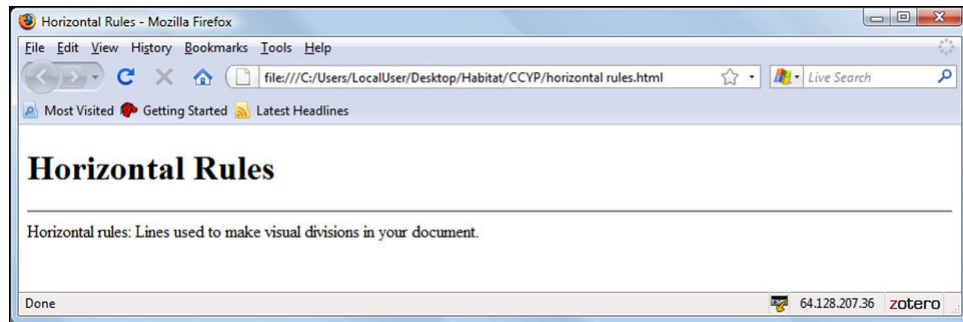 Horizontal Rules - Mozilla Firefox
File Edit View History Bookmarks Tools Help
file:///C:/Users/LocalUser/Desktop/Habitat/CCYP/horizontal rules.html Live Search
Most Visited Getting Started Latest Headlines
Horizontal Rules
Horizontal rules: Lines used to make visual divisions in your document.
Done 64.128.207.36 zotero